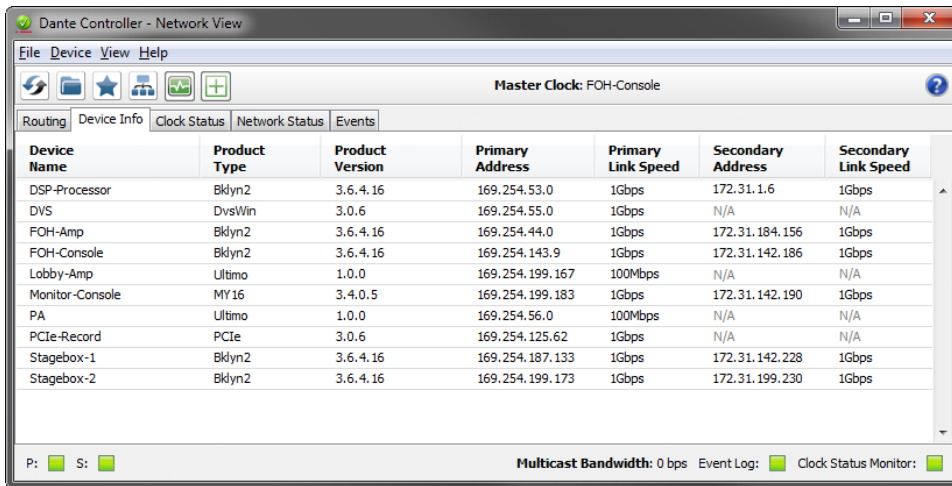 Dante Controller - Network View
File Device View Help
Master Clock: FOH-Console
Routing Device Info Clock Status Network Status Events
Device Name Product Type Product Version Primary Address Primary Link Speed Secondary Address Secondary Link Speed
DSP-Processor Bklyn2 3.6.4.16 169.254.53.0 1Gbps 172.31.1.6 1Gbps
DVS DvsWin 3.0.6 169.254.55.0 1Gbps N/A N/A
FOH-Amp Bklyn2 3.6.4.16 169.254.44.0 1Gbps 172.31.184.156 1Gbps
FOH-Console Bklyn2 3.6.4.16 169.254.143.9 1Gbps 172.31.142.186 1Gbps
Lobby-Amp Ultimo 1.0.0 169.254.199.167 100Mbps N/A N/A
Monitor-Console MY16 3.4.0.5 169.254.199.183 1Gbps 172.31.142.190 1Gbps
PA Ultimo 1.0.0 169.254.56.0 100Mbps N/A N/A
PCIe-Record PCIe 3.0.6 169.254.125.62 1Gbps N/A N/A
Stagebox-1 Bklyn2 3.6.4.16 169.254.187.133 1Gbps 172.31.142.228 1Gbps
Stagebox-2 Bklyn2 3.6.4.16 169.254.199.173 1Gbps 172.31.199.230 1Gbps
P: S: Multicast Bandwidth: 0 bps Event Log: Clock Status Monitor: